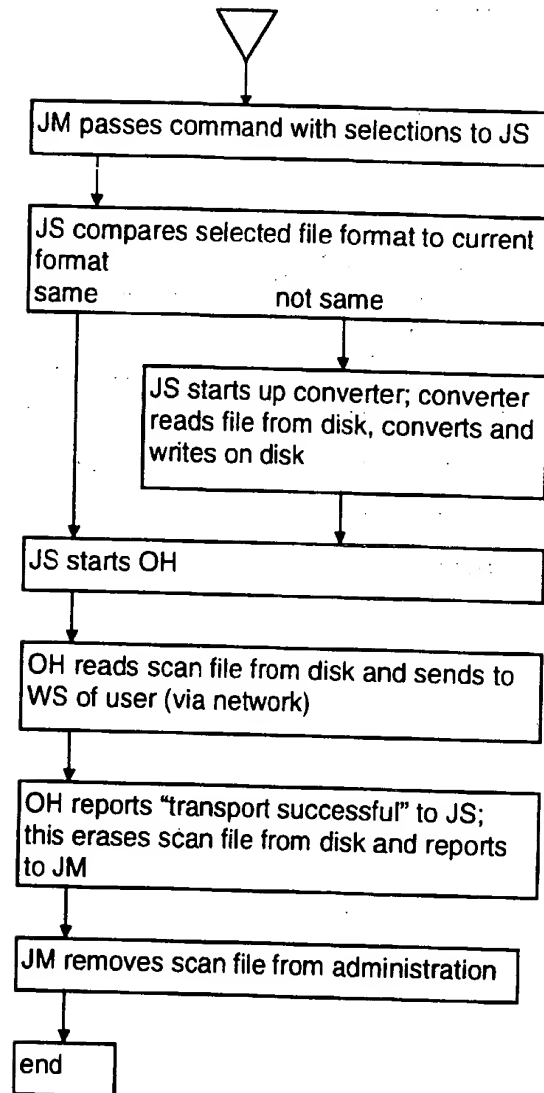 JM passes command with selections to JS
JS compares selected file format to current
format
same not same
JS starts up converter; converter
reads file from disk, converts and
writes on disk
JS starts OH
OH reads scan file from disk and sends to
WS of user (via network)
OH reports “transport successful” to JS;
this erases scan file from disk and reports
to JM
JM removes scan file from administration
end